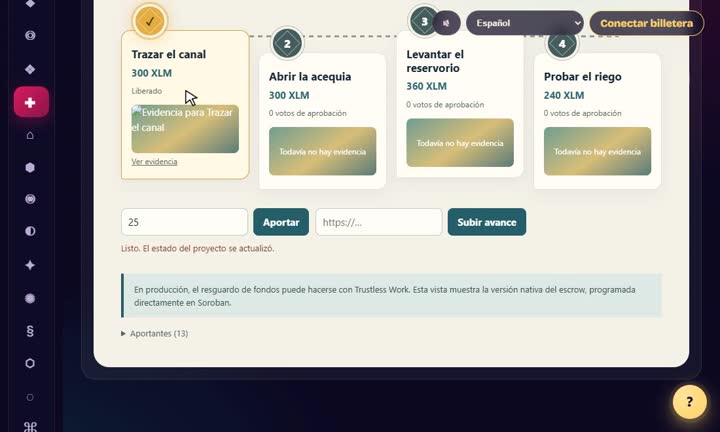 Español
Conectar billetera
✓
Trazar el canal
300 XLM
Liberado
Evidencia para Trazar
el canal
Ver evidencia
2
Abrir la acequia
300 XLM
0 votos de aprobación
Todavía no hay evidencia
3
Levantar el
reservorio
360 XLM
0 votos de aprobación
Todavía no hay evidencia
4
Probar el riego
240 XLM
0 votos de aprobación
Todavía no hay evidencia
25
Aportar
https://...
Subir avance
Listo. El estado del proyecto se actualizó.
En producción, el resguardo de fondos puede hacerse con Trustless Work. Esta vista muestra la versión nativa del escrow, programada
directamente en Soroban.
Aportantes (13)
§
⌘
?